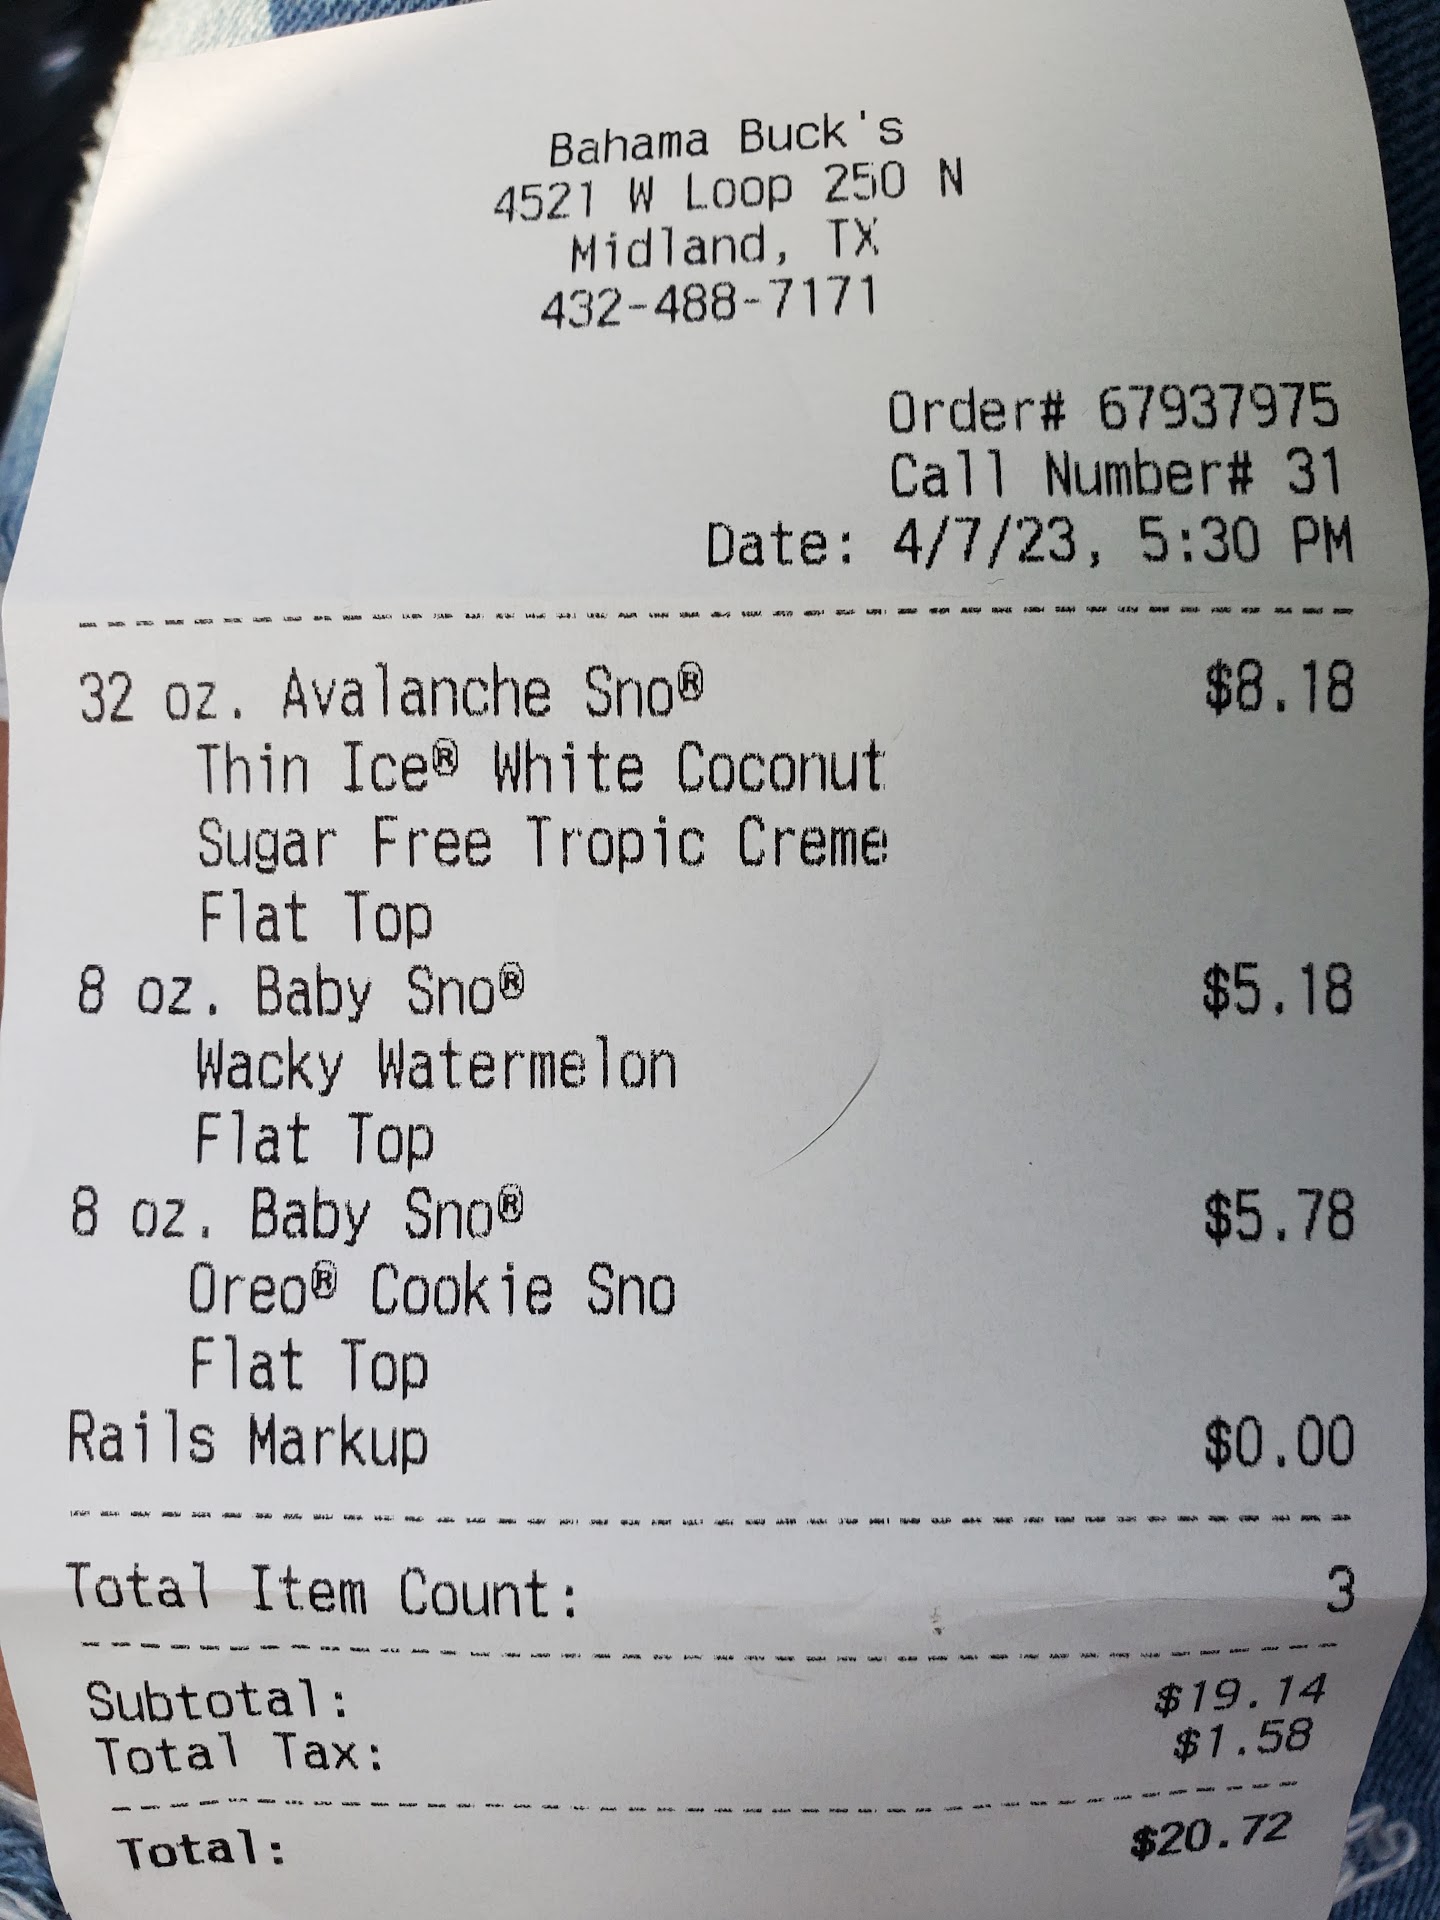 Bahama Buck's
4521 W Loop 250 N
Midland, TX
432-488-7171
Order# 67937975
Call Number# 31
Date: 4/7/23, 5:30 PM
32 oz. Avalanche Sno® $8.18
Thin Ice® White Coconut
Sugar Free Tropic Creme
Flat Top
8 oz. Baby Sno® $5.18
Wacky Watermelon
Flat Top
8 oz. Baby Sno® $5.78
Oreo® Cookie Sno
Flat Top
Rails Markup $0.00
Total Item Count: 3
Subtotal: $19.14
Total Tax: $1.58
Total: $20.72